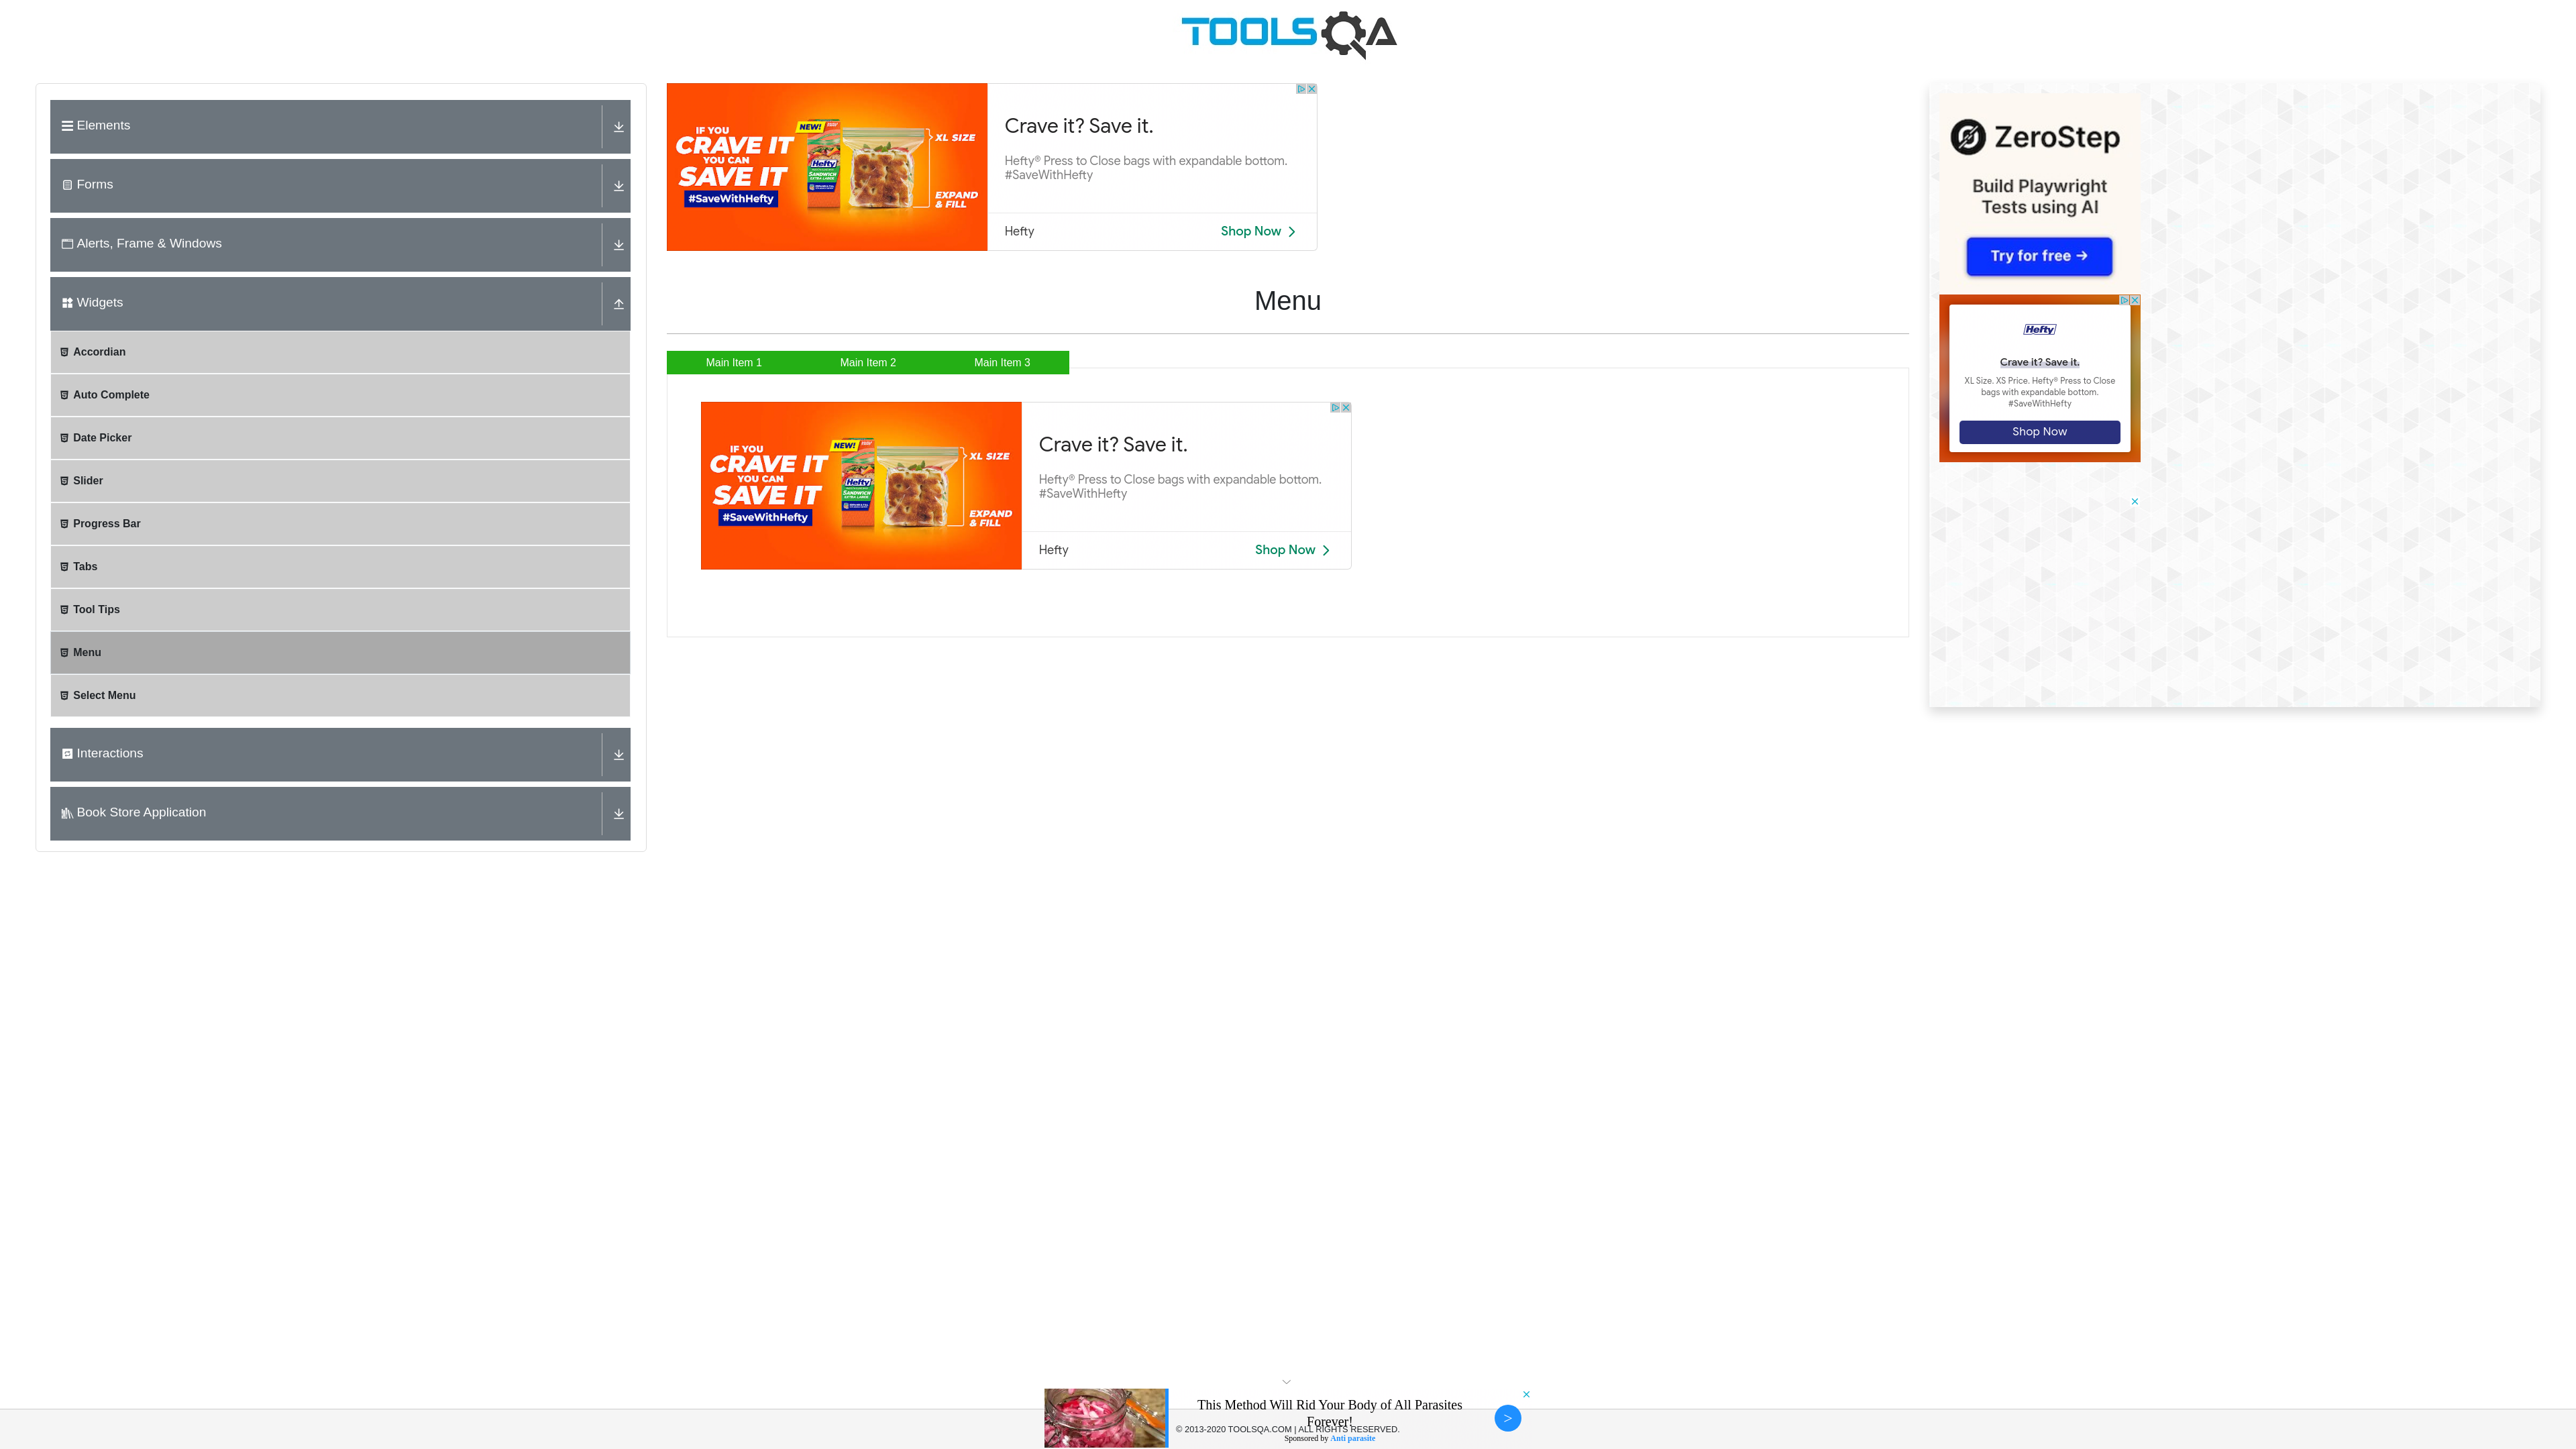 TOOLSQA
Elements
Forms
Alerts, Frame & Windows
Widgets
Accordian
Auto Complete
Date Picker
Slider
Progress Bar
Tabs
Tool Tips
Menu
Select Menu
Interactions
Book Store Application
IF YOU
CRAVE IT
YOU CAN
SAVE IT
#SaveWithHefty
NEW!
Hefty
SANDWICH
XL SIZE
EXPAND
& FILL
Crave it? Save it.
Hefty® Press to Close bags with expandable bottom.
#SaveWithHefty
Hefty
Shop Now
Menu
Main Item 1
Main Item 2
Main Item 3
IF YOU
CRAVE IT
YOU CAN
SAVE IT
#SaveWithHefty
NEW!
Hefty
SANDWICH
XL SIZE
EXPAND
& FILL
Crave it? Save it.
Hefty® Press to Close bags with expandable bottom.
#SaveWithHefty
Hefty
Shop Now
ZeroStep
Build Playwright
Tests using AI
Try for free →
Hefty
Crave it? Save it.
XL Size. XS Price. Hefty® Press to Close
bags with expandable bottom.
#SaveWithHefty
Shop Now
This Method Will Rid Your Body of All Parasites
Forever!
© 2013-2020 TOOLSQA.COM | ALL RIGHTS RESERVED.
Sponsored by Anti parasite
>